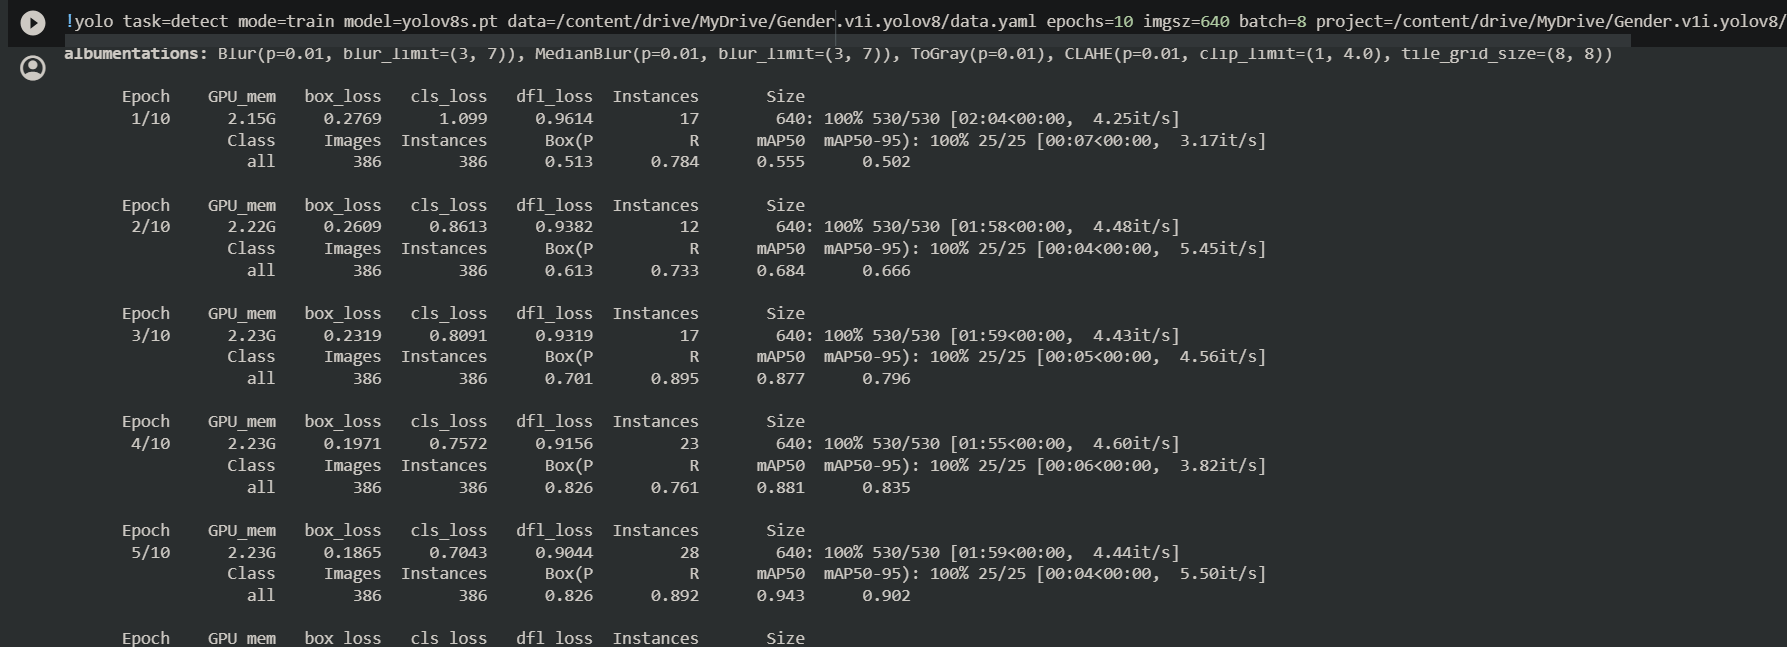 !yolo task=detect mode=train model=yolov8s.pt data=/content/drive/MyDrive/Gender.v1i.yolov8/data.yaml epochs=10 imgsz=640 batch=8 project=/content/drive/MyDrive/Gender.v1i.yolov8/
albumentations: Blur(p=0.01, blur_limit=(3, 7)), MedianBlur(p=0.01, blur_limit=(3, 7)), ToGray(p=0.01), CLAHE(p=0.01, clip_limit=(1, 4.0), tile_grid_size=(8, 8))
Epoch GPU_mem box_loss cls_loss dfl_loss Instances Size
1/10 2.15G 0.2769 1.099 0.9614 17 640: 100% 530/530 [02:04<00:00, 4.25it/s]
Class Images Instances Box(P R mAP50 mAP50-95): 100% 25/25 [00:07<00:00, 3.17it/s]
all 386 386 0.513 0.784 0.555 0.502
Epoch GPU_mem box_loss cls_loss dfl_loss Instances Size
2/10 2.22G 0.2609 0.8613 0.9382 12 640: 100% 530/530 [01:58<00:00, 4.48it/s]
Class Images Instances Box(P R mAP50 mAP50-95): 100% 25/25 [00:04<00:00, 5.45it/s]
all 386 386 0.613 0.733 0.684 0.666
Epoch GPU_mem box_loss cls_loss dfl_loss Instances Size
3/10 2.23G 0.2319 0.8091 0.9319 17 640: 100% 530/530 [01:59<00:00, 4.43it/s]
Class Images Instances Box(P R mAP50 mAP50-95): 100% 25/25 [00:05<00:00, 4.56it/s]
all 386 386 0.701 0.895 0.877 0.796
Epoch GPU_mem box_loss cls_loss dfl_loss Instances Size
4/10 2.23G 0.1971 0.7572 0.9156 23 640: 100% 530/530 [01:55<00:00, 4.60it/s]
Class Images Instances Box(P R mAP50 mAP50-95): 100% 25/25 [00:06<00:00, 3.82it/s]
all 386 386 0.826 0.761 0.881 0.835
Epoch GPU_mem box_loss cls_loss dfl_loss Instances Size
5/10 2.23G 0.1865 0.7043 0.9044 28 640: 100% 530/530 [01:59<00:00, 4.44it/s]
Class Images Instances Box(P R mAP50 mAP50-95): 100% 25/25 [00:04<00:00, 5.50it/s]
all 386 386 0.826 0.892 0.943 0.902
Epoch GPU_mem box_loss cls_loss dfl_loss Instances Size